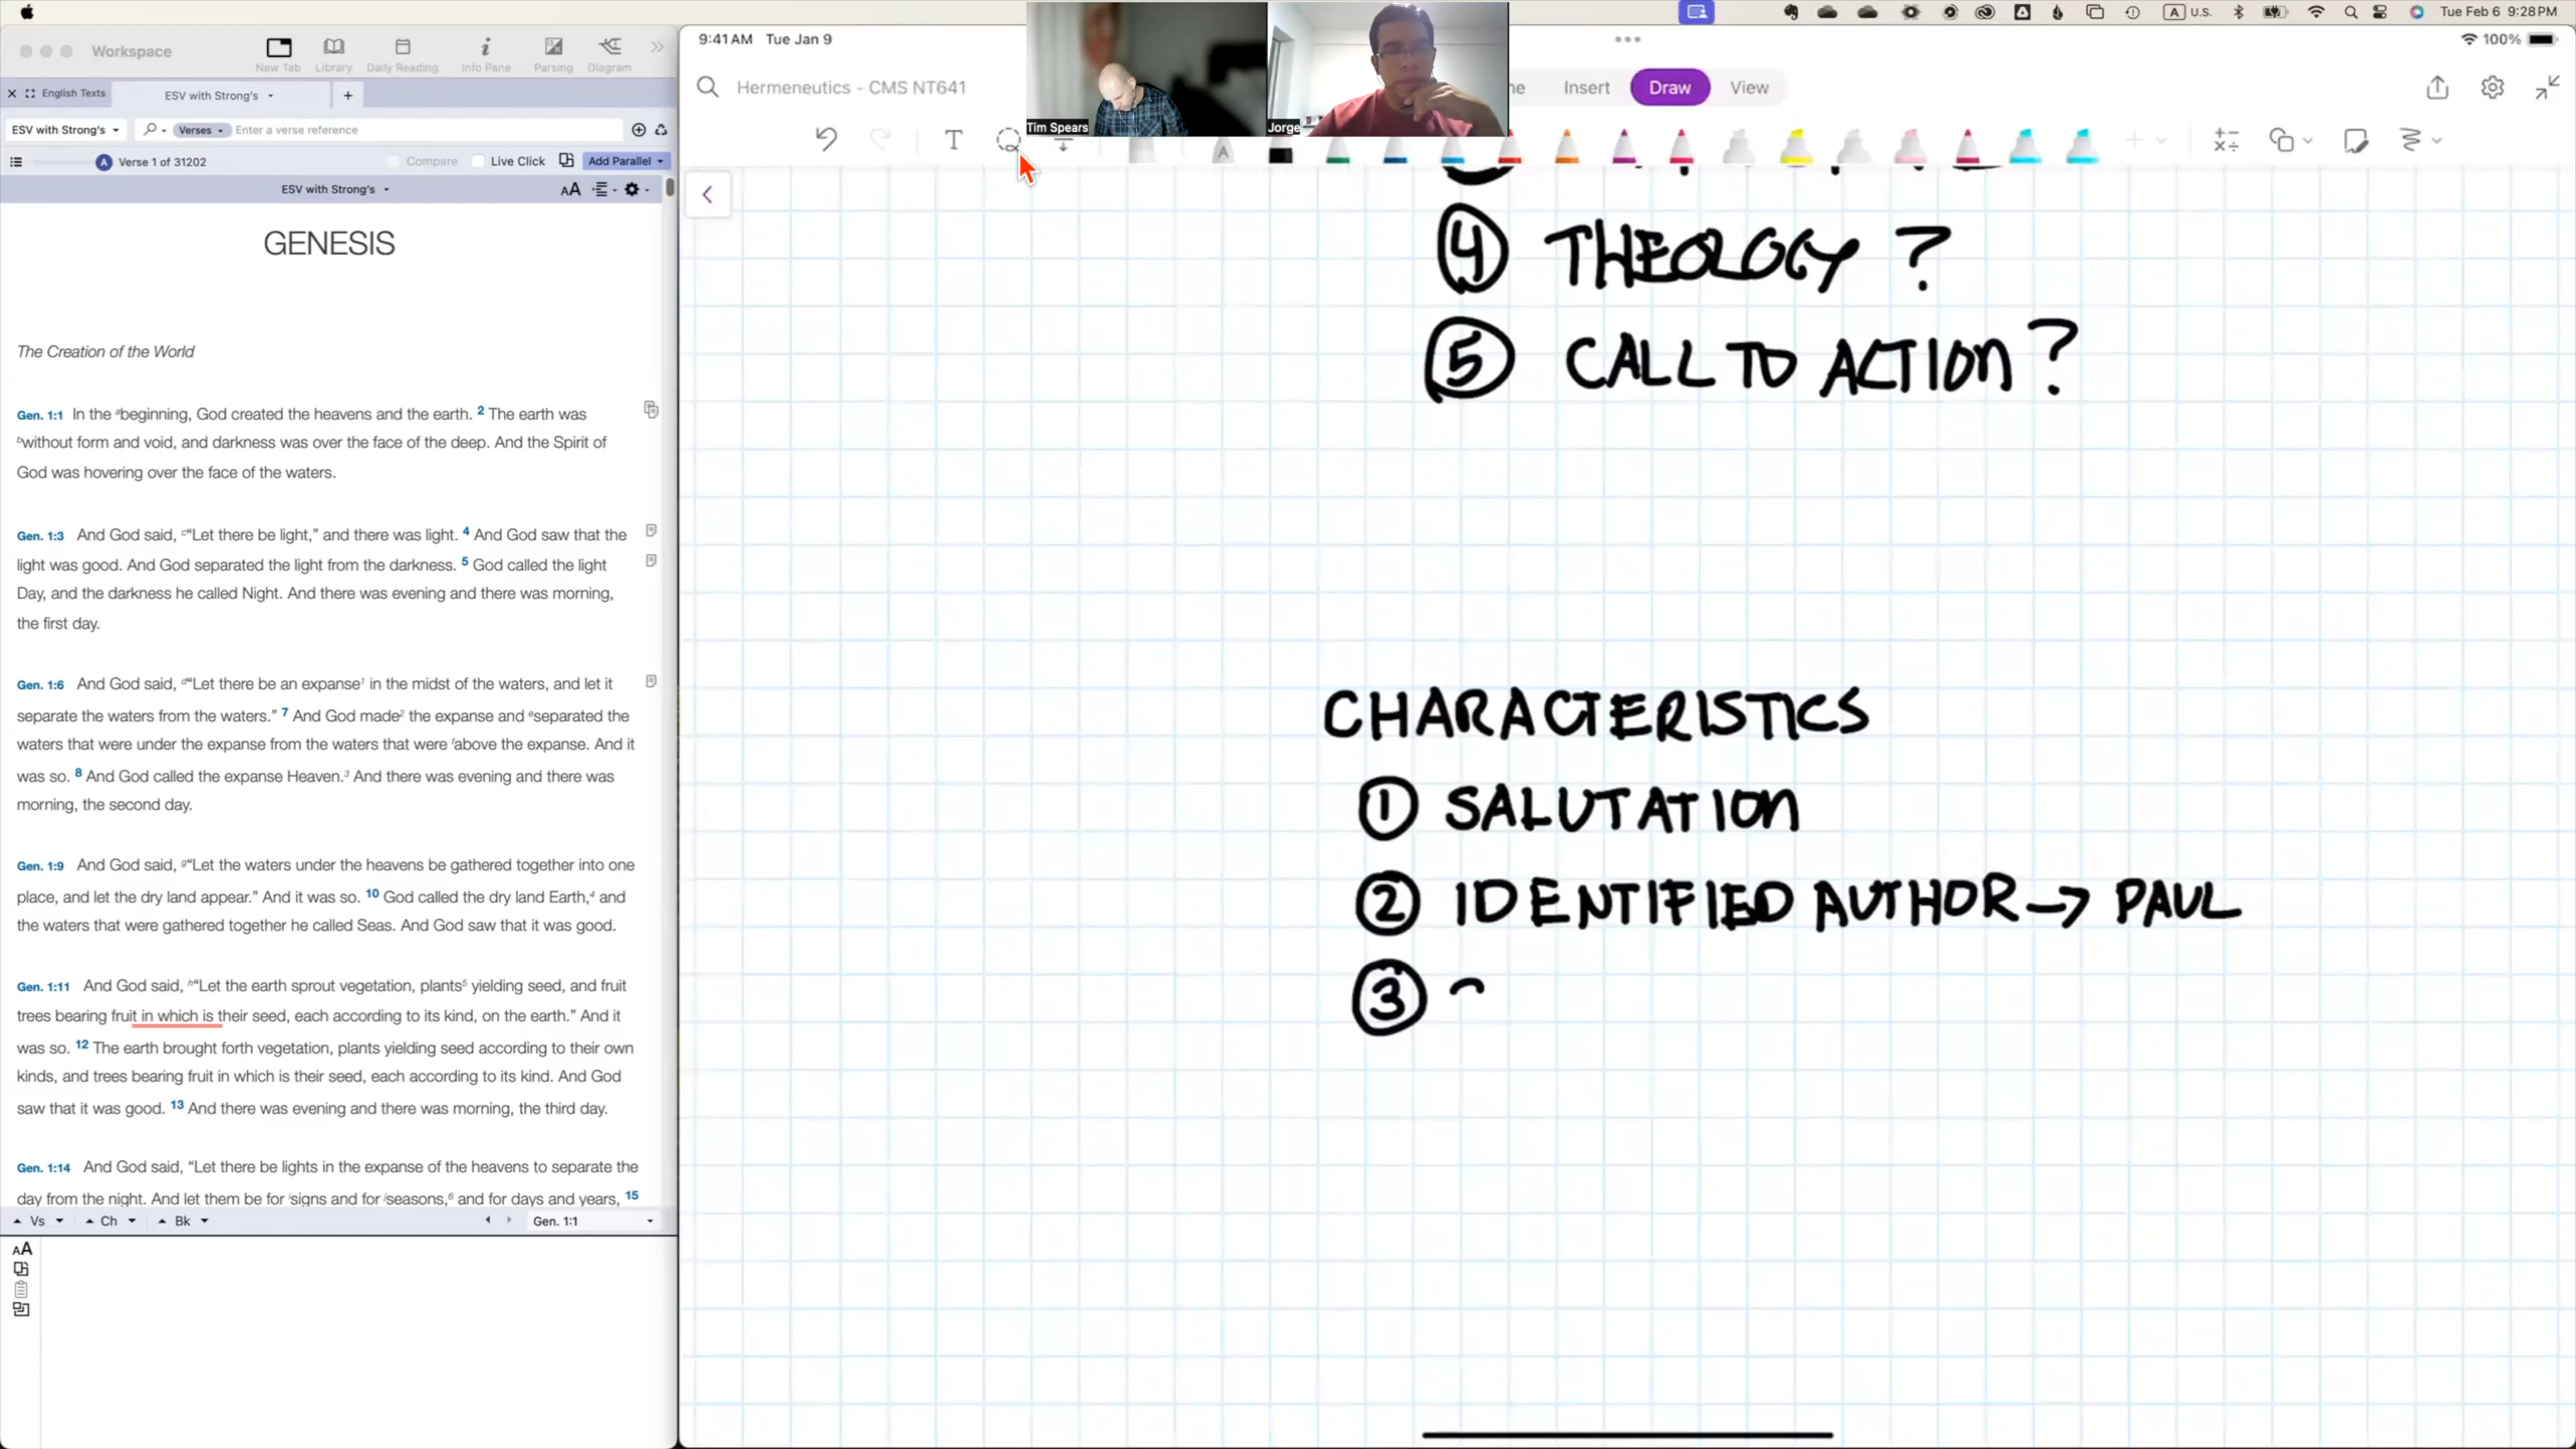 Tue Feb 6 9:28 PM
U.S.
Workspace
New Tab
Library
Daily Reading
Info Pane
Parsing
Diagram
English Texts
ESV with Strong's
ESV with Strong's
Verses
Enter a verse reference
Verse 1 of 31202
Compare
Live Click
Add Parallel
ESV with Strong's
GENESIS
The Creation of the World
Gen. 1:1 In the ᵃbeginning, God created the heavens and the earth. 2 The earth was
ᵇwithout form and void, and darkness was over the face of the deep. And the Spirit of
God was hovering over the face of the waters.
Gen. 1:3 And God said, ᶜ“Let there be light,” and there was light. 4 And God saw that the
light was good. And God separated the light from the darkness. 5 God called the light
Day, and the darkness he called Night. And there was evening and there was morning,
the first day.
Gen. 1:6 And God said, ᵈ“Let there be an expanse¹ in the midst of the waters, and let it
separate the waters from the waters.” 7 And God made² the expanse and ᵉseparated the
waters that were under the expanse from the waters that were ᶠabove the expanse. And it
was so. 8 And God called the expanse Heaven.³ And there was evening and there was
morning, the second day.
Gen. 1:9 And God said, ᵍ“Let the waters under the heavens be gathered together into one
place, and let the dry land appear.” And it was so. 10 God called the dry land Earth,⁴ and
the waters that were gathered together he called Seas. And God saw that it was good.
Gen. 1:11 And God said, ʰ“Let the earth sprout vegetation, plants⁵ yielding seed, and fruit
trees bearing fruit in which is their seed, each according to its kind, on the earth.” And it
was so. 12 The earth brought forth vegetation, plants yielding seed according to their own
kinds, and trees bearing fruit in which is their seed, each according to its kind. And God
saw that it was good. 13 And there was evening and there was morning, the third day.
Gen. 1:14 And God said, “Let there be lights in the expanse of the heavens to separate the
day from the night. And let them be for ⁱsigns and for ʲseasons,⁶ and for days and years, 15
Vs
Ch
Bk
Gen. 1:1
9:41 AM Tue Jan 9
100%
Hermeneutics - CMS NT641
Insert
Draw
View
Tim Spears
Jorge
④ THEOLOGY ?
⑤ CALL TO ACTION ?
CHARACTERISTICS
① SALUTATION
② IDENTIFIED AUTHOR → PAUL
③